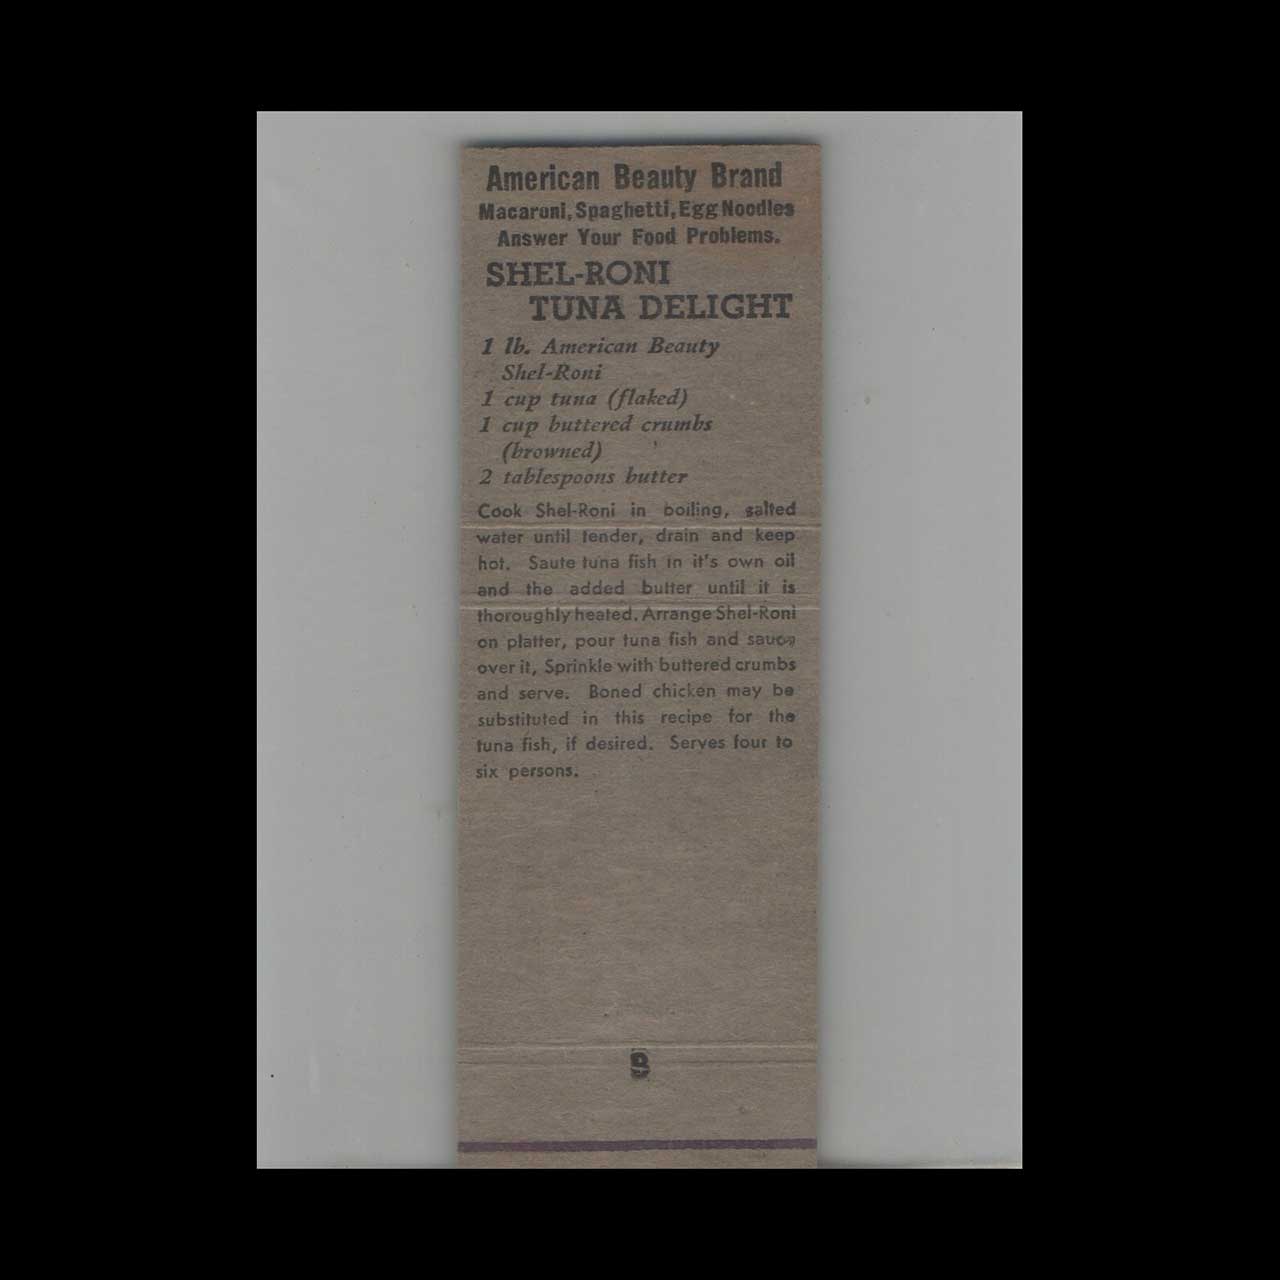 American Beauty Brand
Macaroni, Spaghetti, Egg Noodles
Answer Your Food Problems.
SHEL-RONI
TUNA DELIGHT
1 lb. American Beauty
Shel-Roni
1 cup tuna (flaked)
1 cup buttered crumbs
(browned)
2 tablespoons butter
Cook Shel-Roni in boiling, salted
water until tender, drain and keep
hot. Saute tuna fish in it's own oil
and the added butter until it is
thoroughly heated. Arrange Shel-Roni
on platter, pour tuna fish and sauce
over it, Sprinkle with buttered crumbs
and serve. Boned chicken may be
substituted in this recipe for the
tuna fish, if desired. Serves four to
six persons.